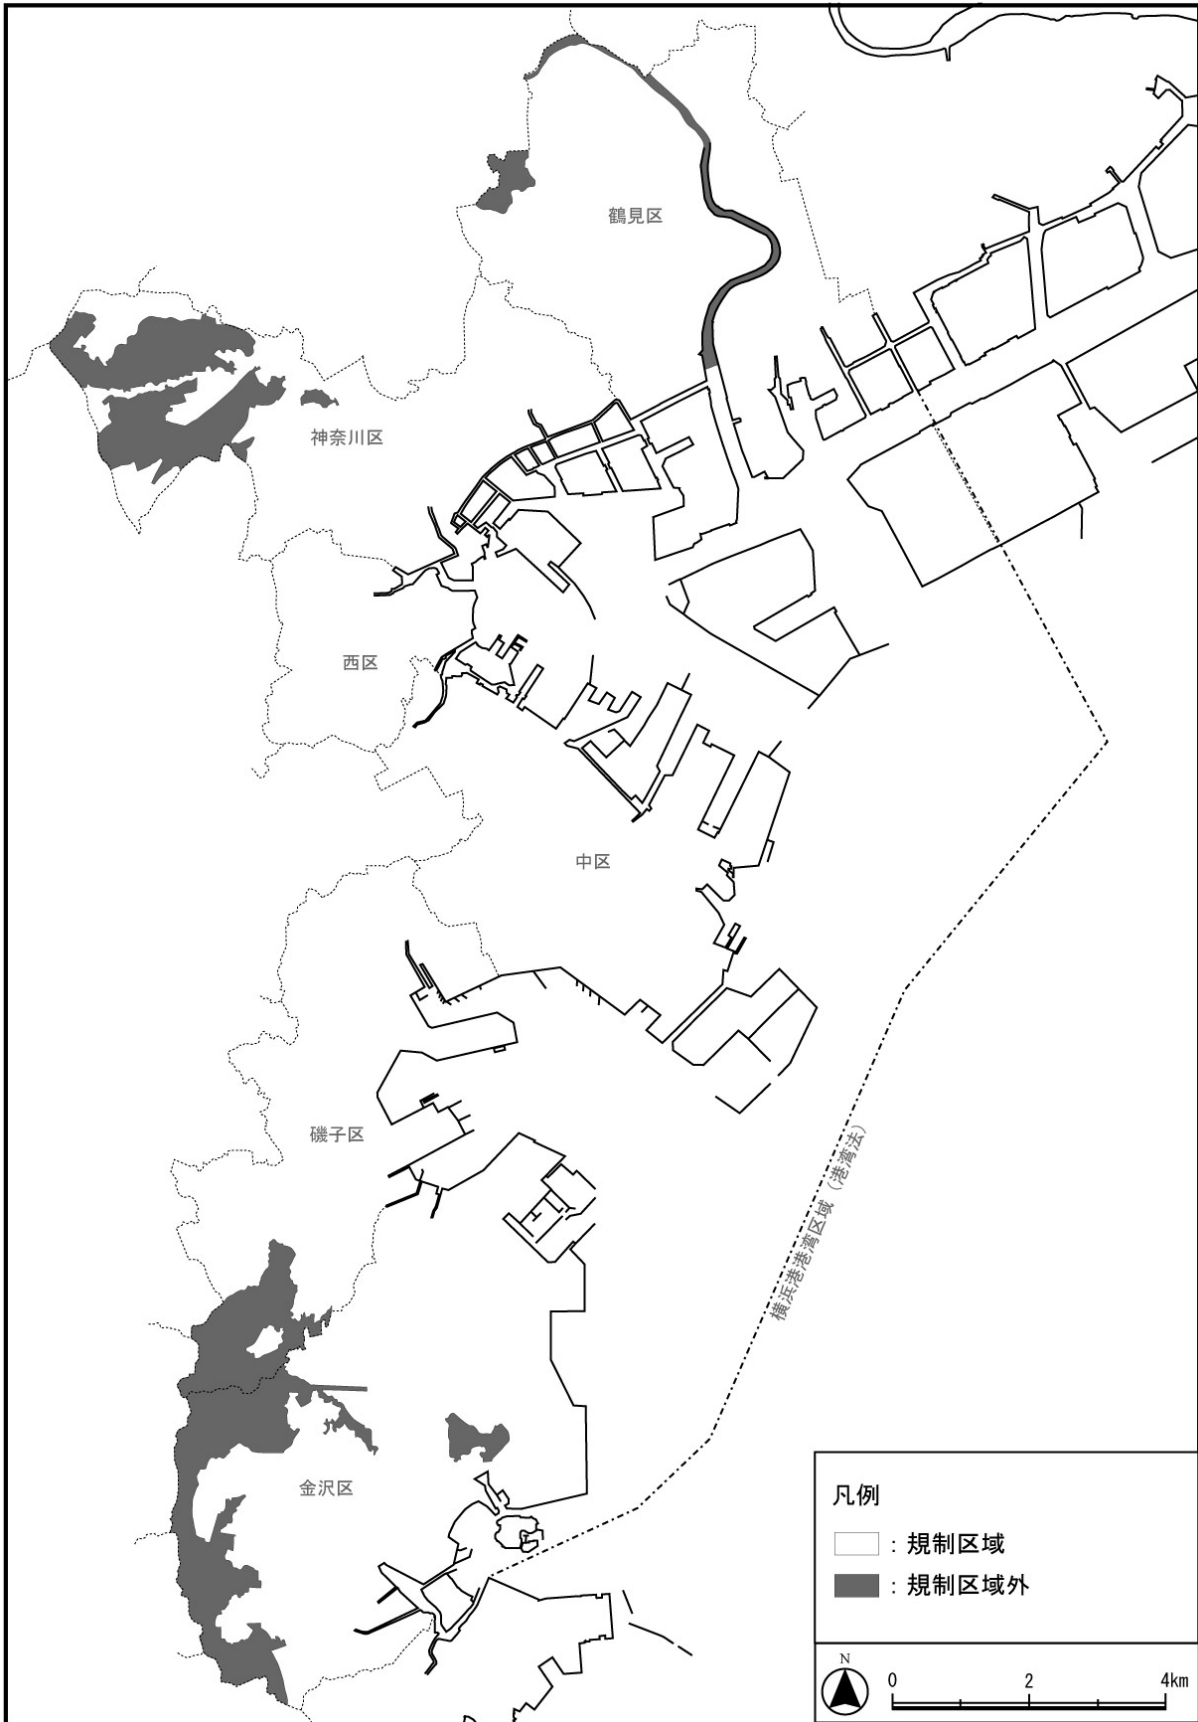 鶴見区
神奈川区
西区
中区
磯子区
金沢区
横浜港港湾区域（港湾法）
凡例
：規制区域
：規制区域外
N
0 2 4km